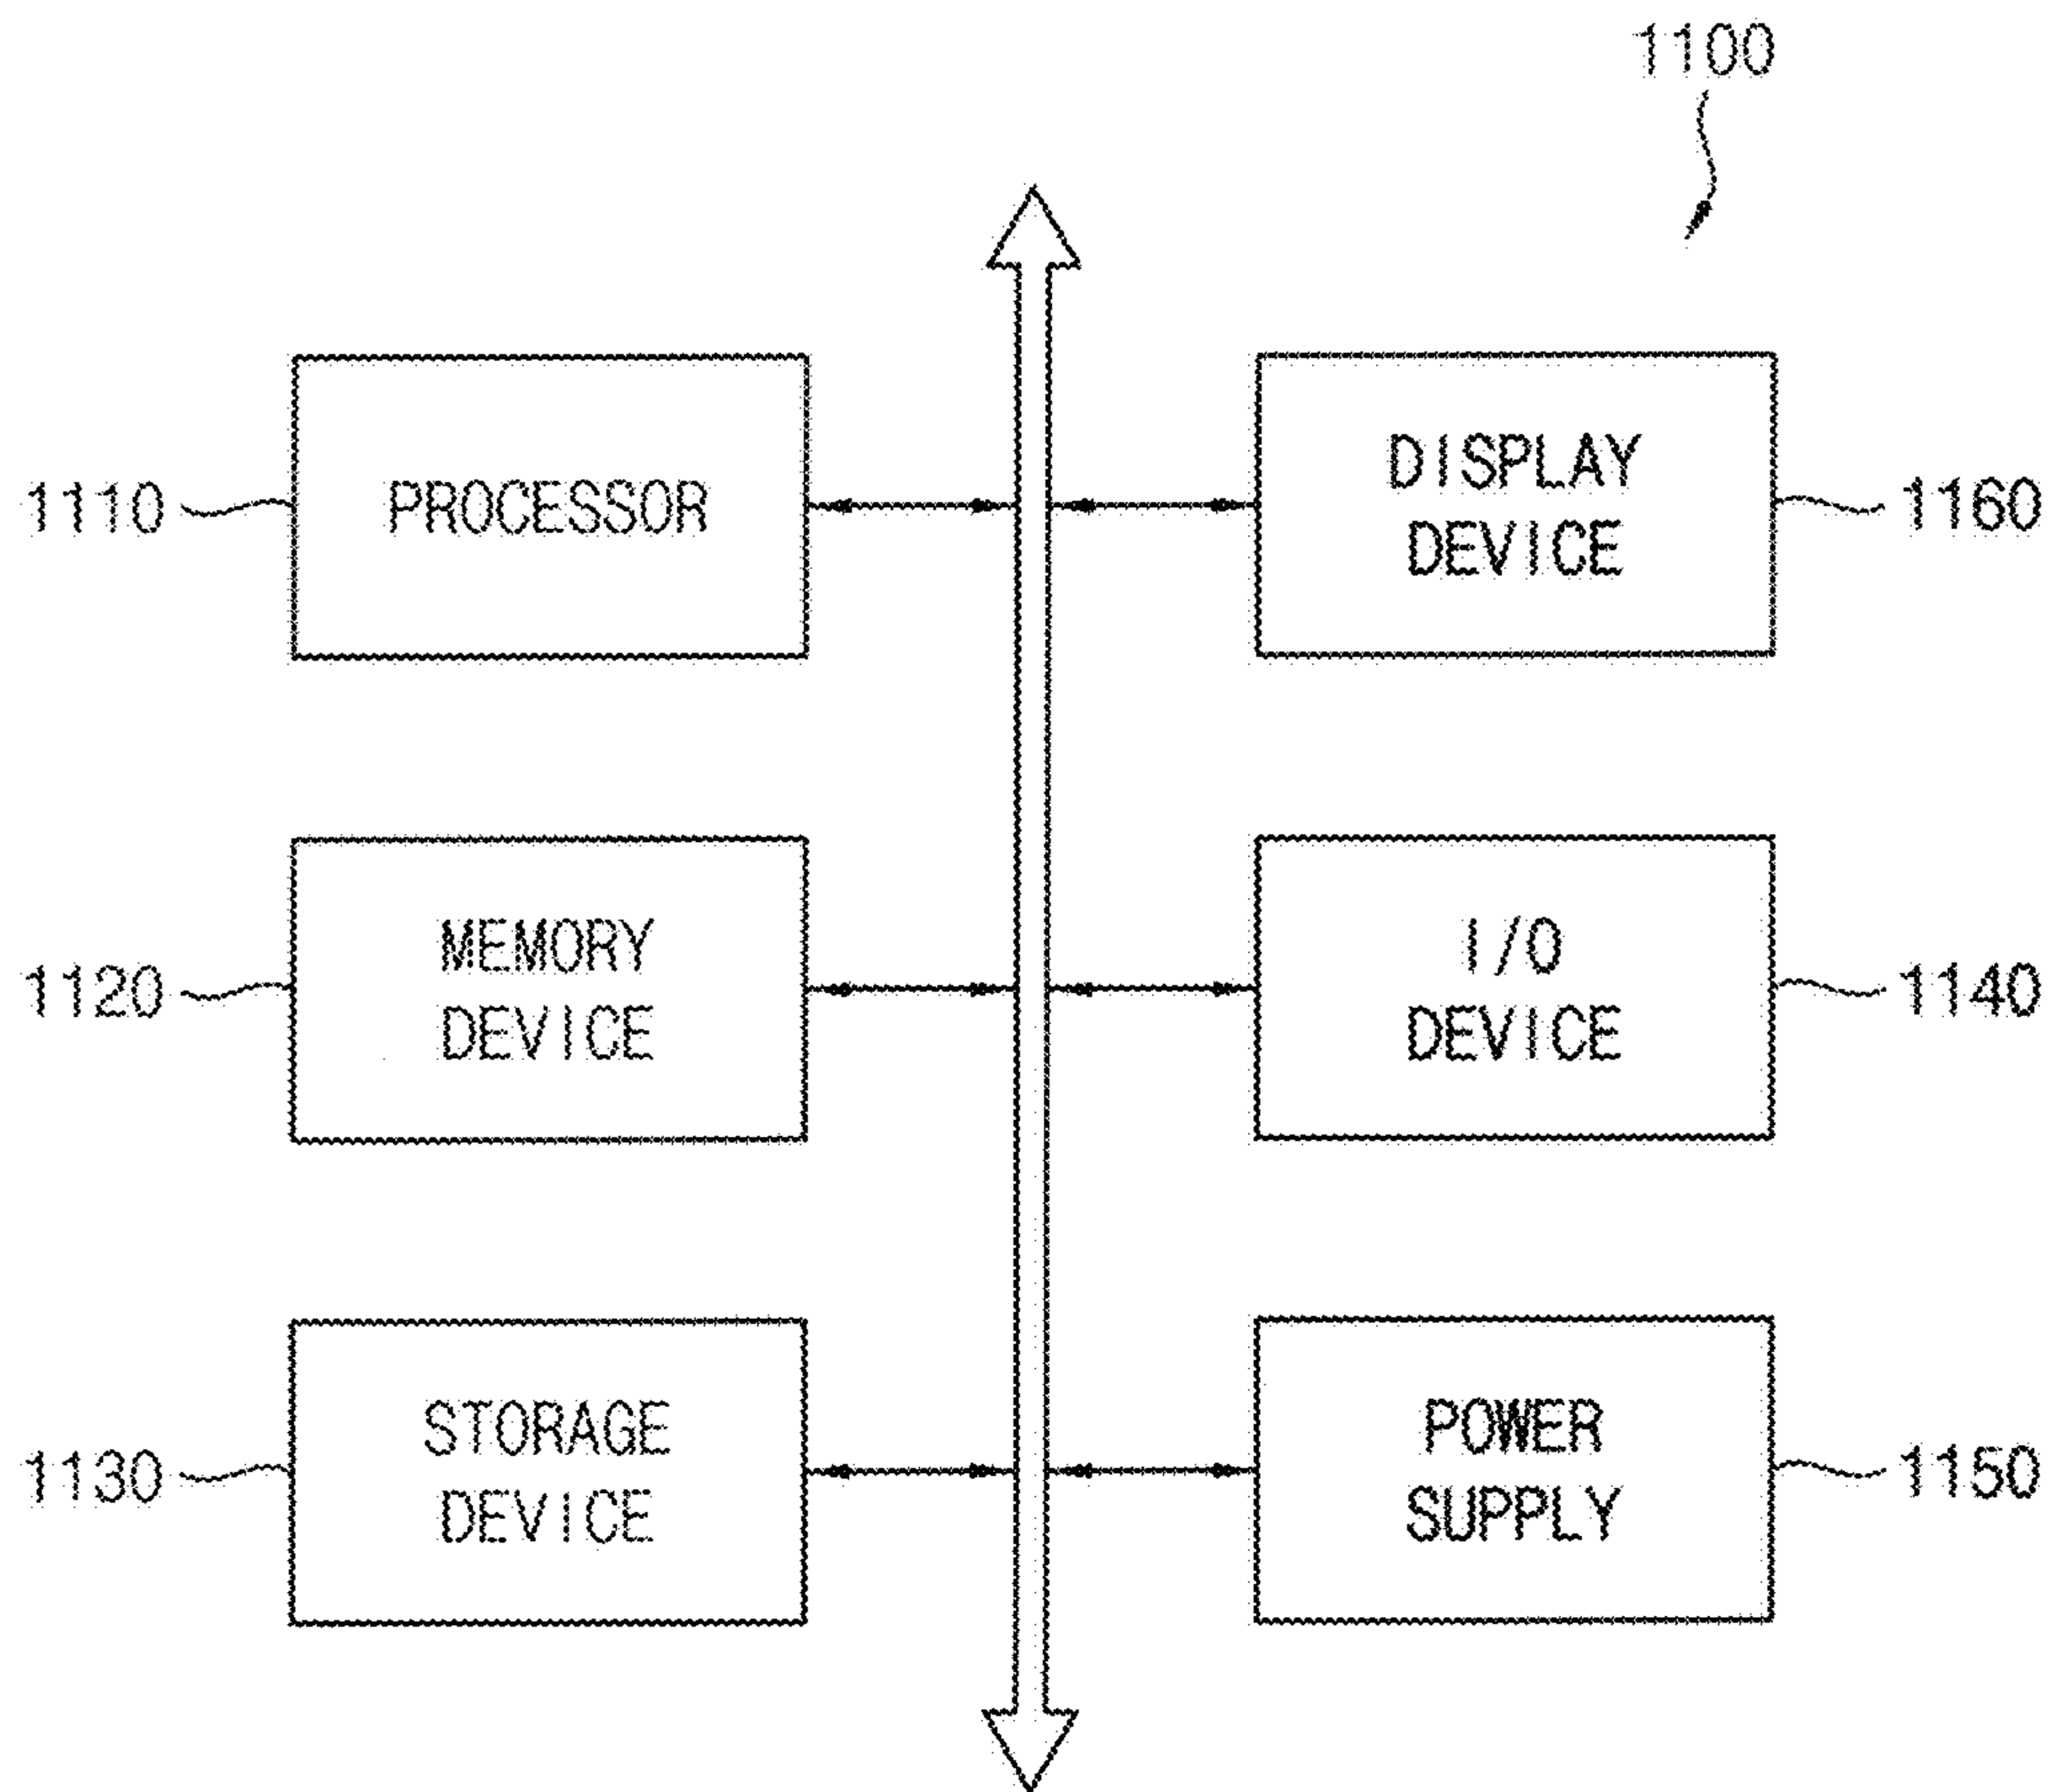 1100
1110
PROCESSOR
DISPLAY
DEVICE
1160
1120
MEMORY
DEVICE
I/O
DEVICE
1140
1130
STORAGE
DEVICE
POWER
SUPPLY
1150